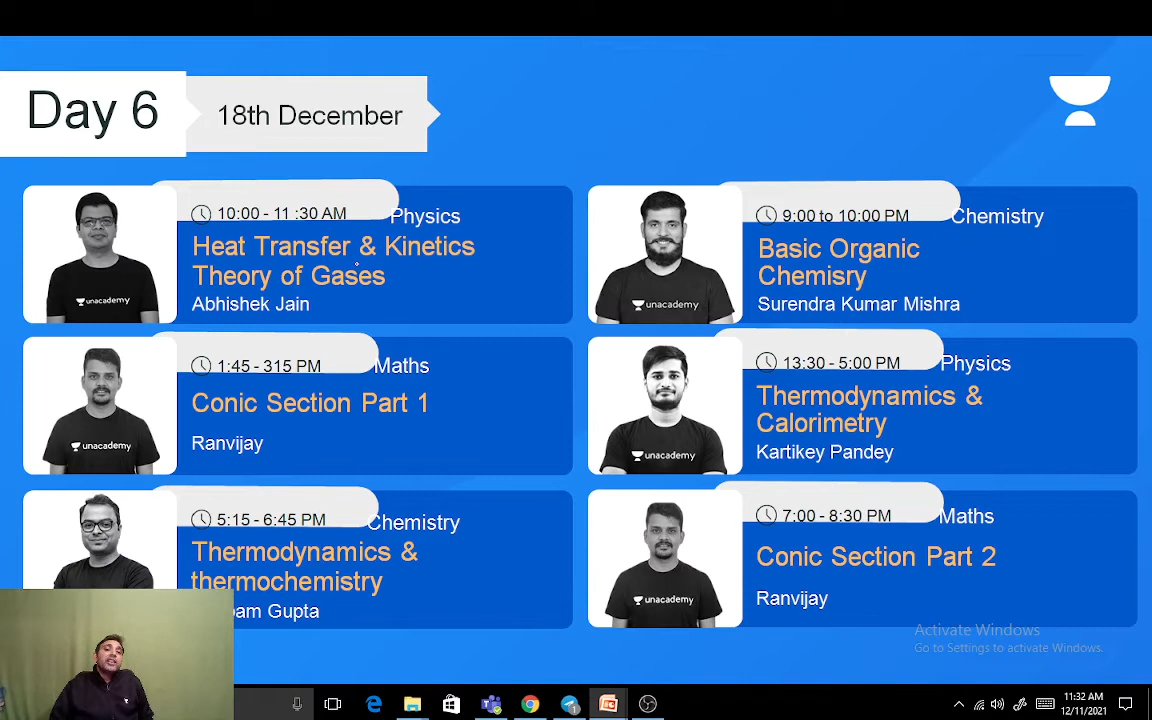 Day 6
18th December
10:00 - 11 :30 AM
Physics
Heat Transfer & Kinetics
Theory of Gases
Abhishek Jain
unacademy
9:00 to 10:00 PM
Chemistry
Basic Organic
Chemisry
Surendra Kumar Mishra
unacademy
1:45 - 315 PM
Maths
Conic Section Part 1
Ranvijay
unacademy
13:30 - 5:00 PM
Physics
Thermodynamics &
Calorimetry
Kartikey Pandey
unacademy
5:15 - 6:45 PM
Chemistry
Thermodynamics &
thermochemistry
Gupta
7:00 - 8:30 PM
Maths
Conic Section Part 2
Ranvijay
unacademy
Activate Windows
Go to Settings to activate Windows.
11:32 AM
12/11/2021